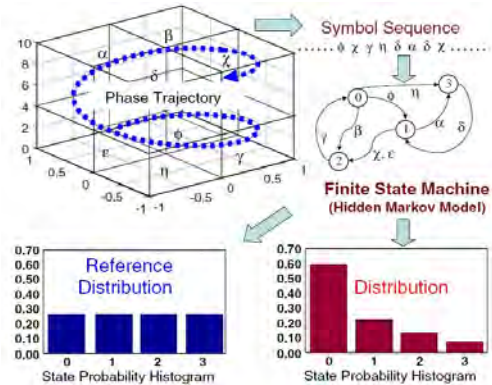 10
8
6
4
2
0
1
0.5
0
-0.5
-1
-1
-0.5
0
0.5
1
α
β
χ
δ
Phase Trajectory
ε
φ
η
γ
Symbol Sequence
ϕ χ γ η δ α δ χ
0
3
1
2
η
ϕ
γ
β
α
δ
χ, ε
Finite State Machine
(Hidden Markov Model)
0.70
0.60
0.50
0.40
0.30
0.20
0.10
0.00
Reference
Distribution
0 1 2 3
State Probability Histogram
0.70
0.60
0.50
0.40
0.30
0.20
0.10
0.00
Distribution
0 1 2 3
State Probability Histogram